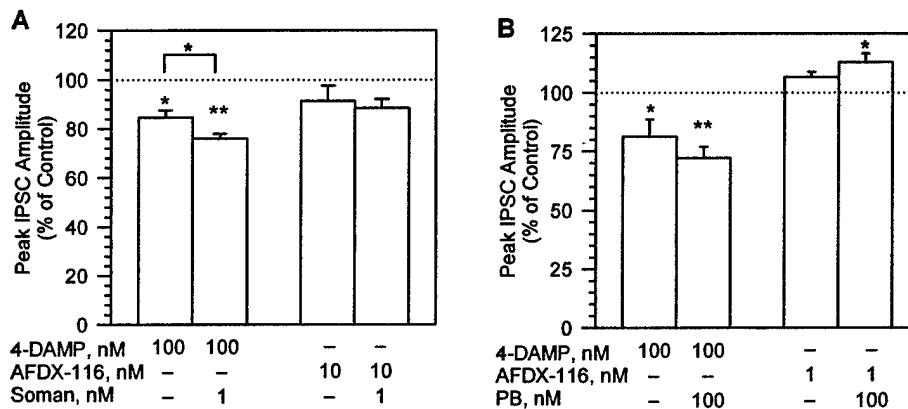 A
120
100
80
60
40
20
0
Peak IPSC Amplitude
(% of Control)
*
*
**
4-DAMP, nM 100 100 – –
AFDX-116, nM – – 10 10
Soman, nM – 1 – 1
B
125
100
75
50
25
0
Peak IPSC Amplitude
(% of Control)
*
**
*
4-DAMP, nM 100 100 – –
AFDX-116, nM – – 1 1
PB, nM – 100 – 100